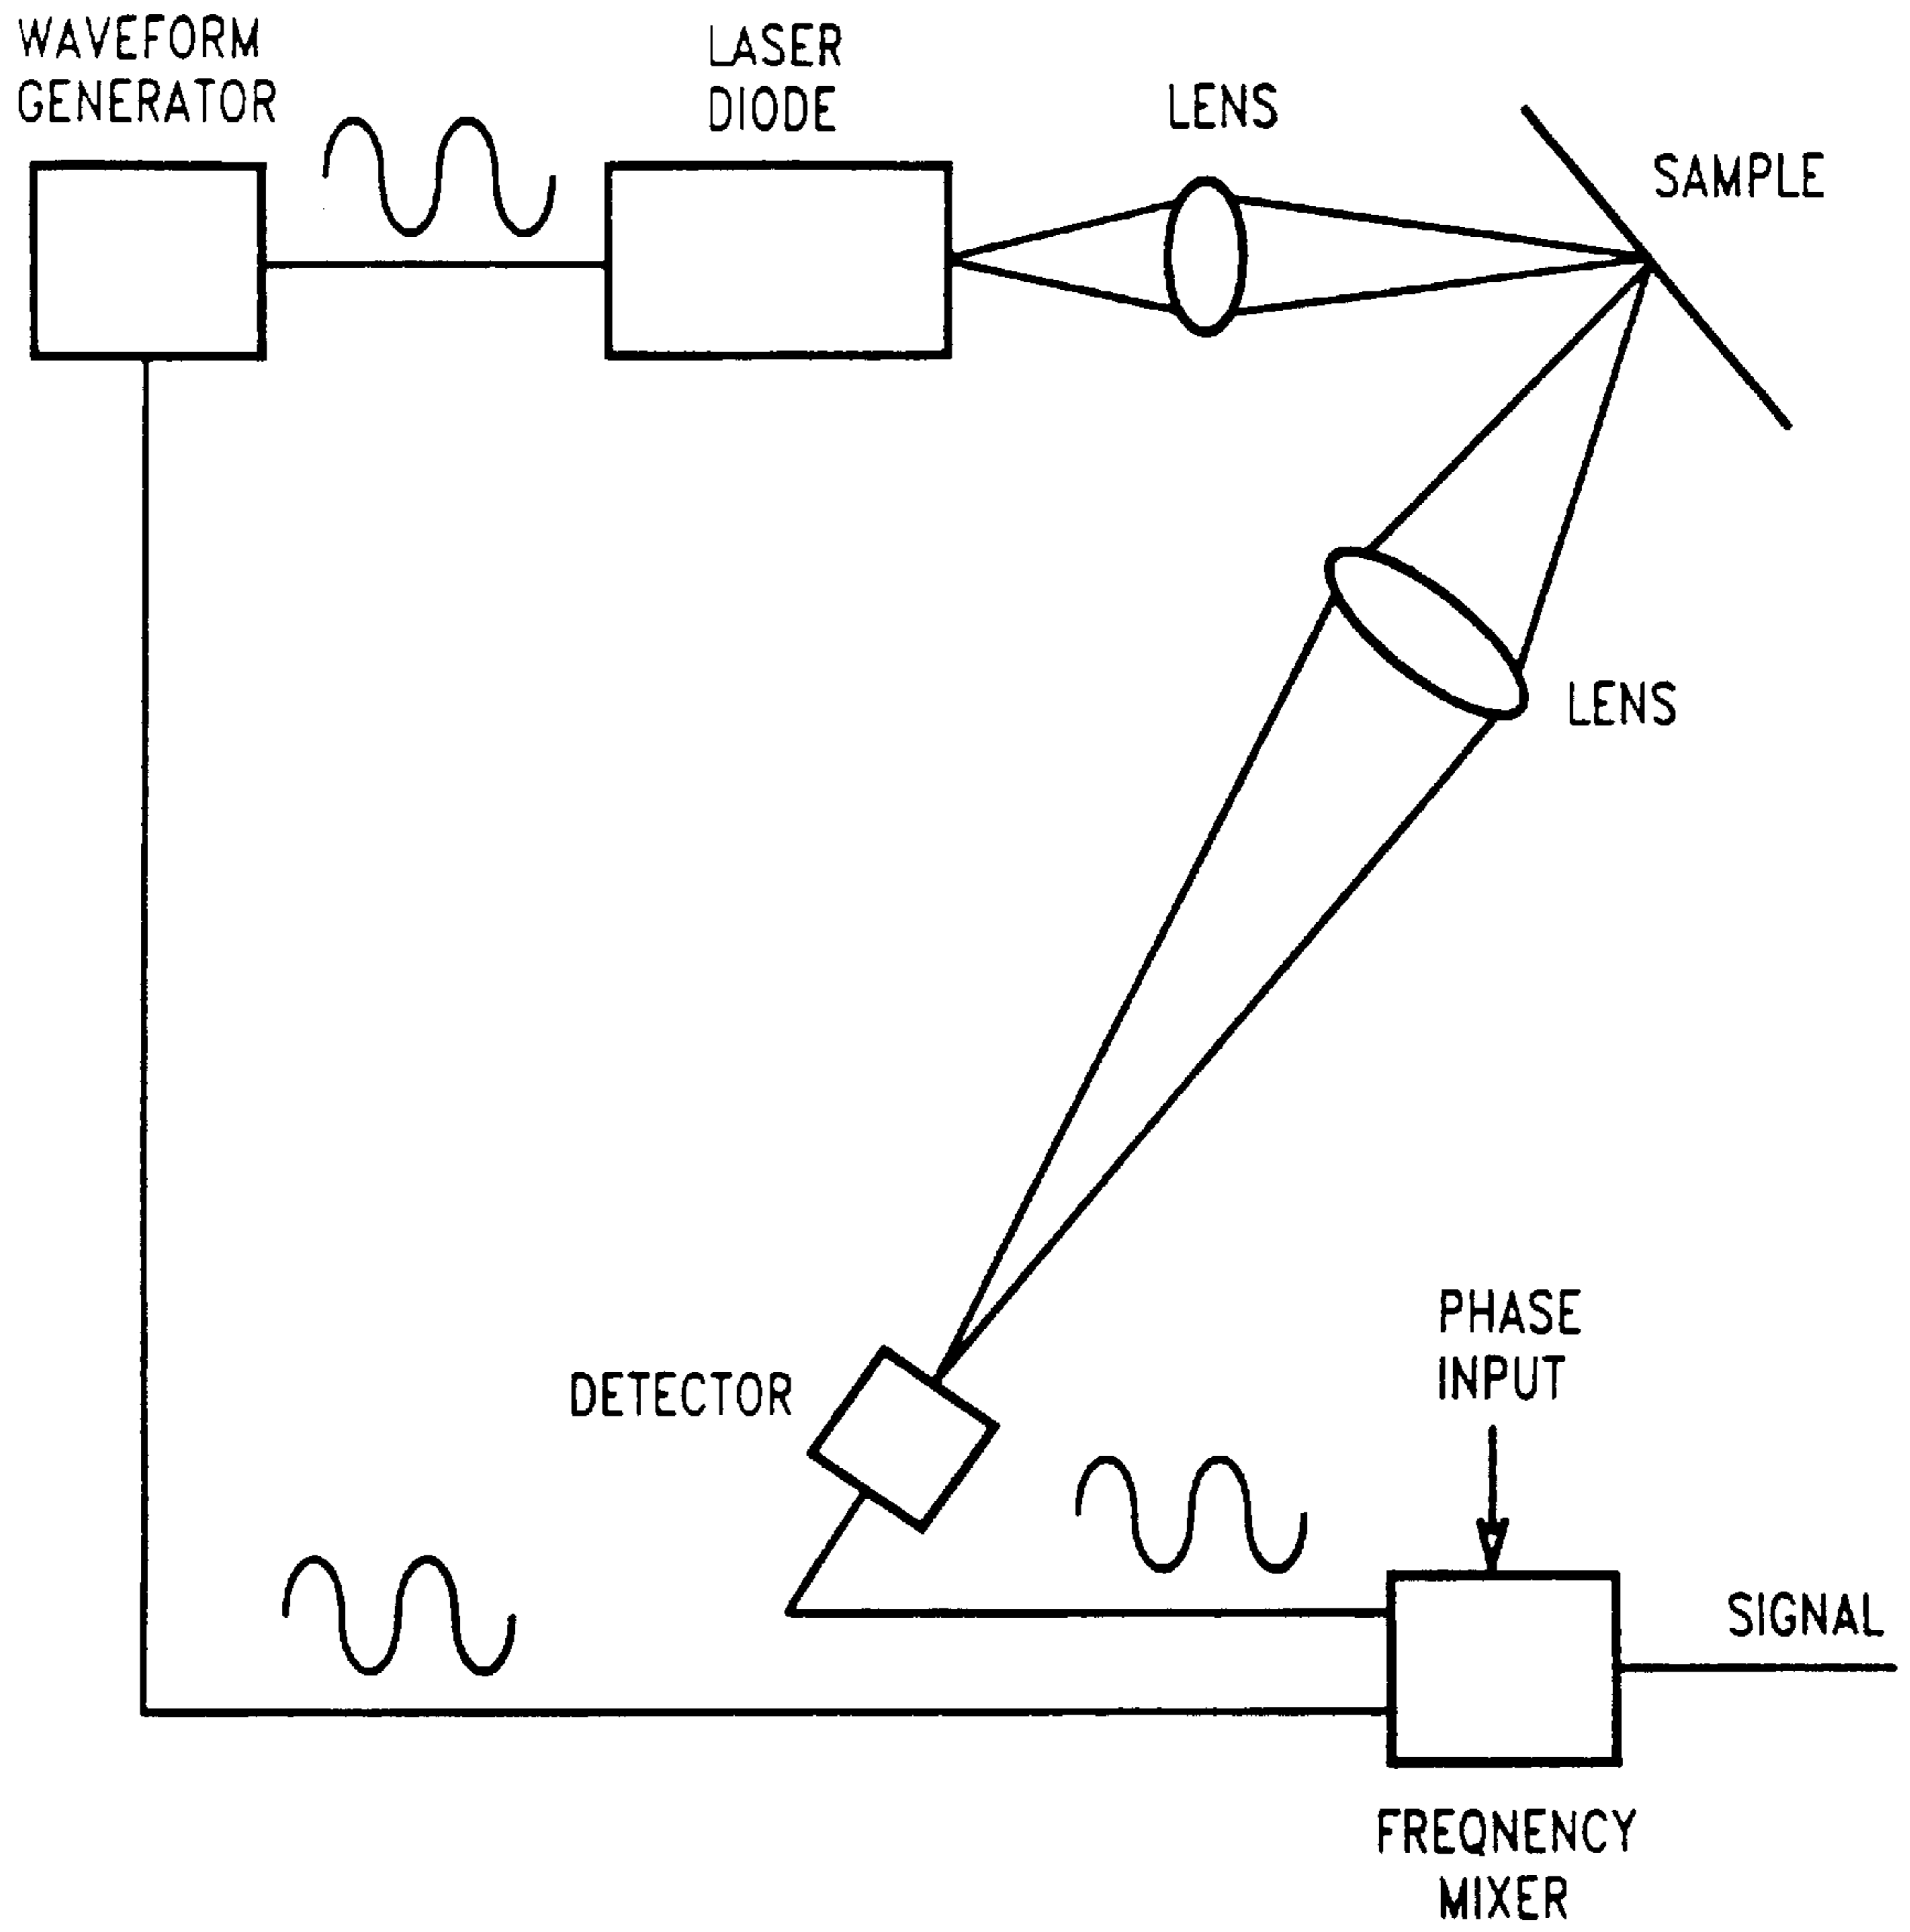 WAVEFORM
GENERATOR
LASER
DIODE
LENS
SAMPLE
LENS
PHASE
INPUT
DETECTOR
SIGNAL
FREQNENCY
MIXER